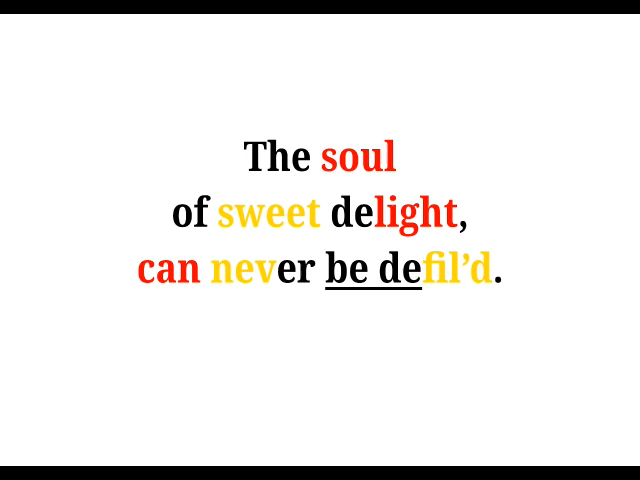 The soul
of sweet delight,
can never be defil’d.